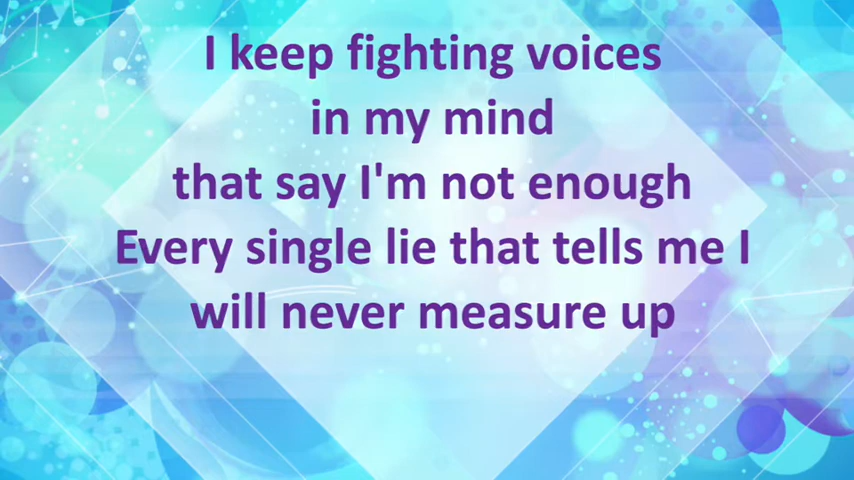 I keep fighting voices
in my mind
that say I'm not enough
Every single lie that tells me I
will never measure up